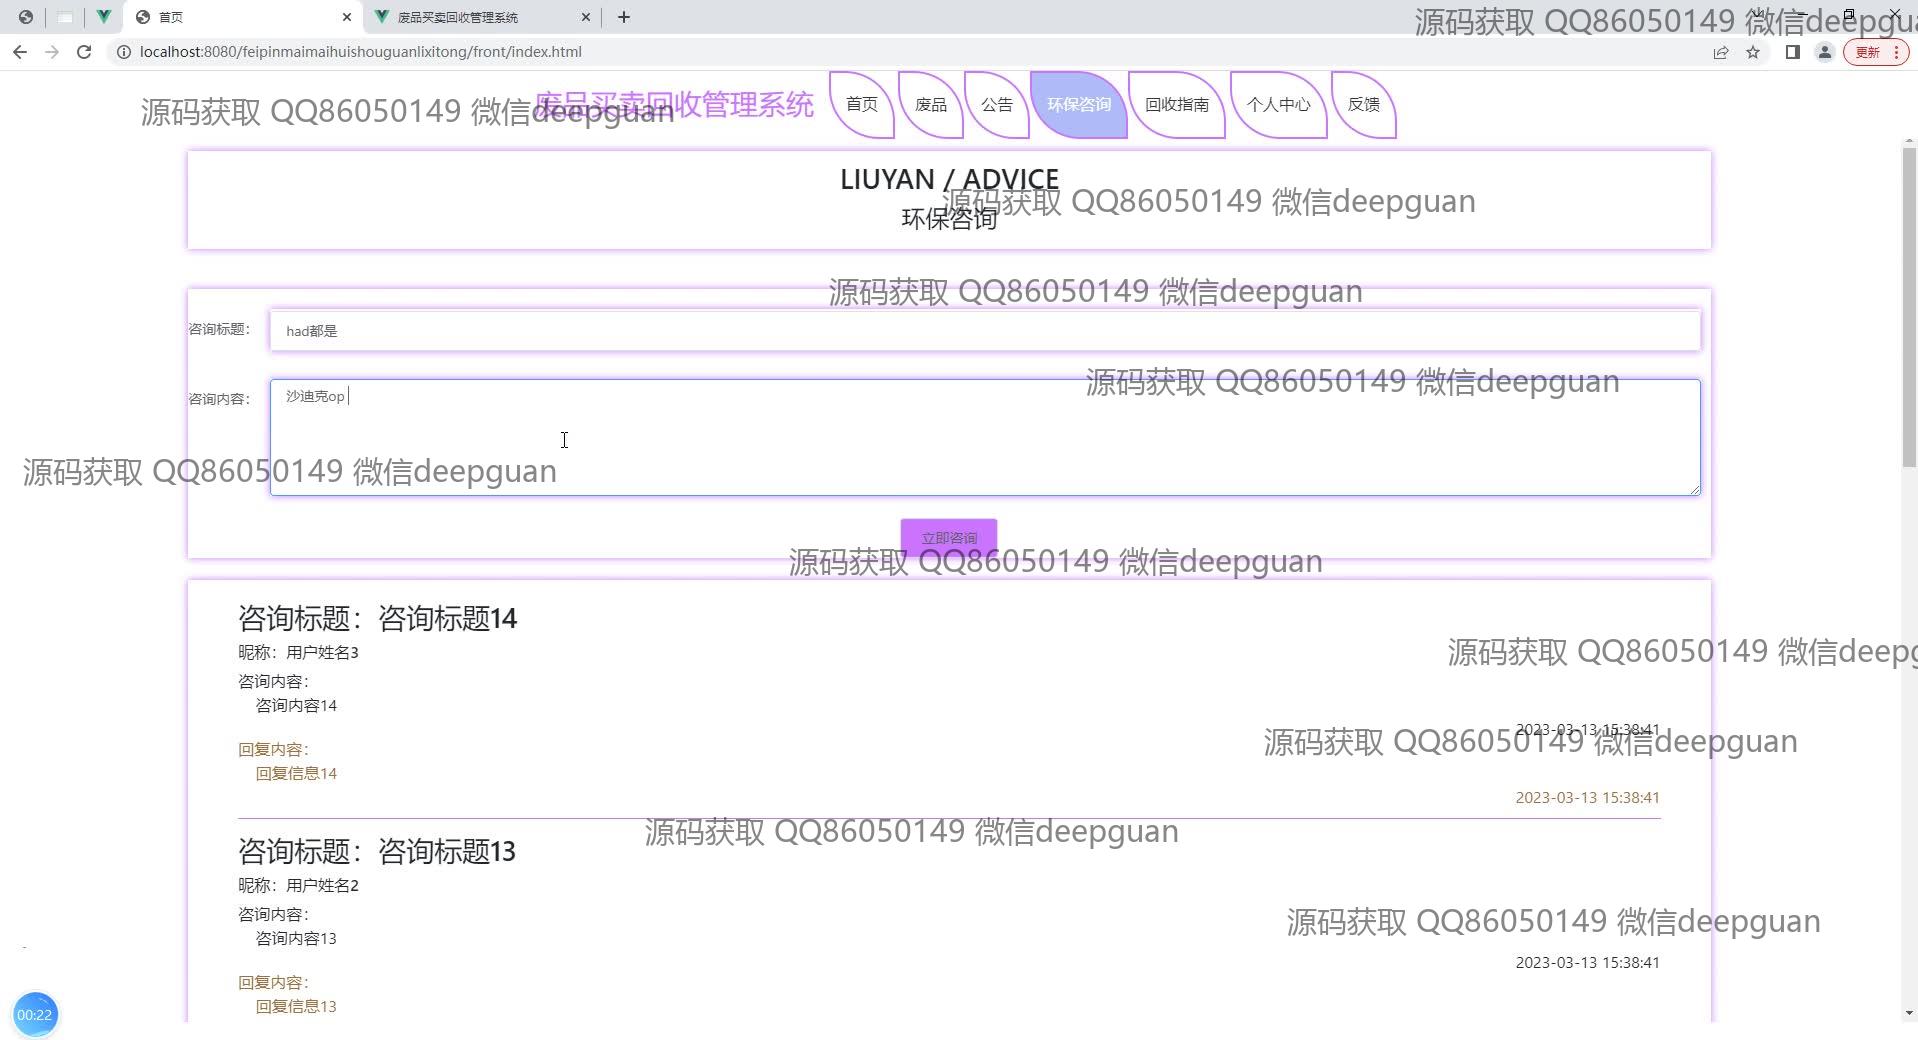 首页
废品买卖回收管理系统
源码获取 QQ86050149 微信deepgua
localhost:8080/feipinmaimaihuishouguanlixitong/front/index.html
更新
废品买卖回收管理系统
首页
废品
公告
环保咨询
回收指南
个人中心
反馈
源码获取 QQ86050149 微信deepguan
LIUYAN / ADVICE
源码获取 QQ86050149 微信deepguan
环保咨询
源码获取 QQ86050149 微信deepguan
咨询标题：
had都是
源码获取 QQ86050149 微信deepguan
咨询内容：
沙迪克op
源码获取 QQ86050149 微信deepguan
立即咨询
源码获取 QQ86050149 微信deepguan
咨询标题：咨询标题14
昵称：用户姓名3
源码获取 QQ86050149 微信deepg
咨询内容：
咨询内容14
2023-03-13 15:38:41
源码获取 QQ86050149 微信deepguan
回复内容：
回复信息14
2023-03-13 15:38:41
源码获取 QQ86050149 微信deepguan
咨询标题：咨询标题13
昵称：用户姓名2
咨询内容：
源码获取 QQ86050149 微信deepguan
咨询内容13
2023-03-13 15:38:41
回复内容：
回复信息13
00:22